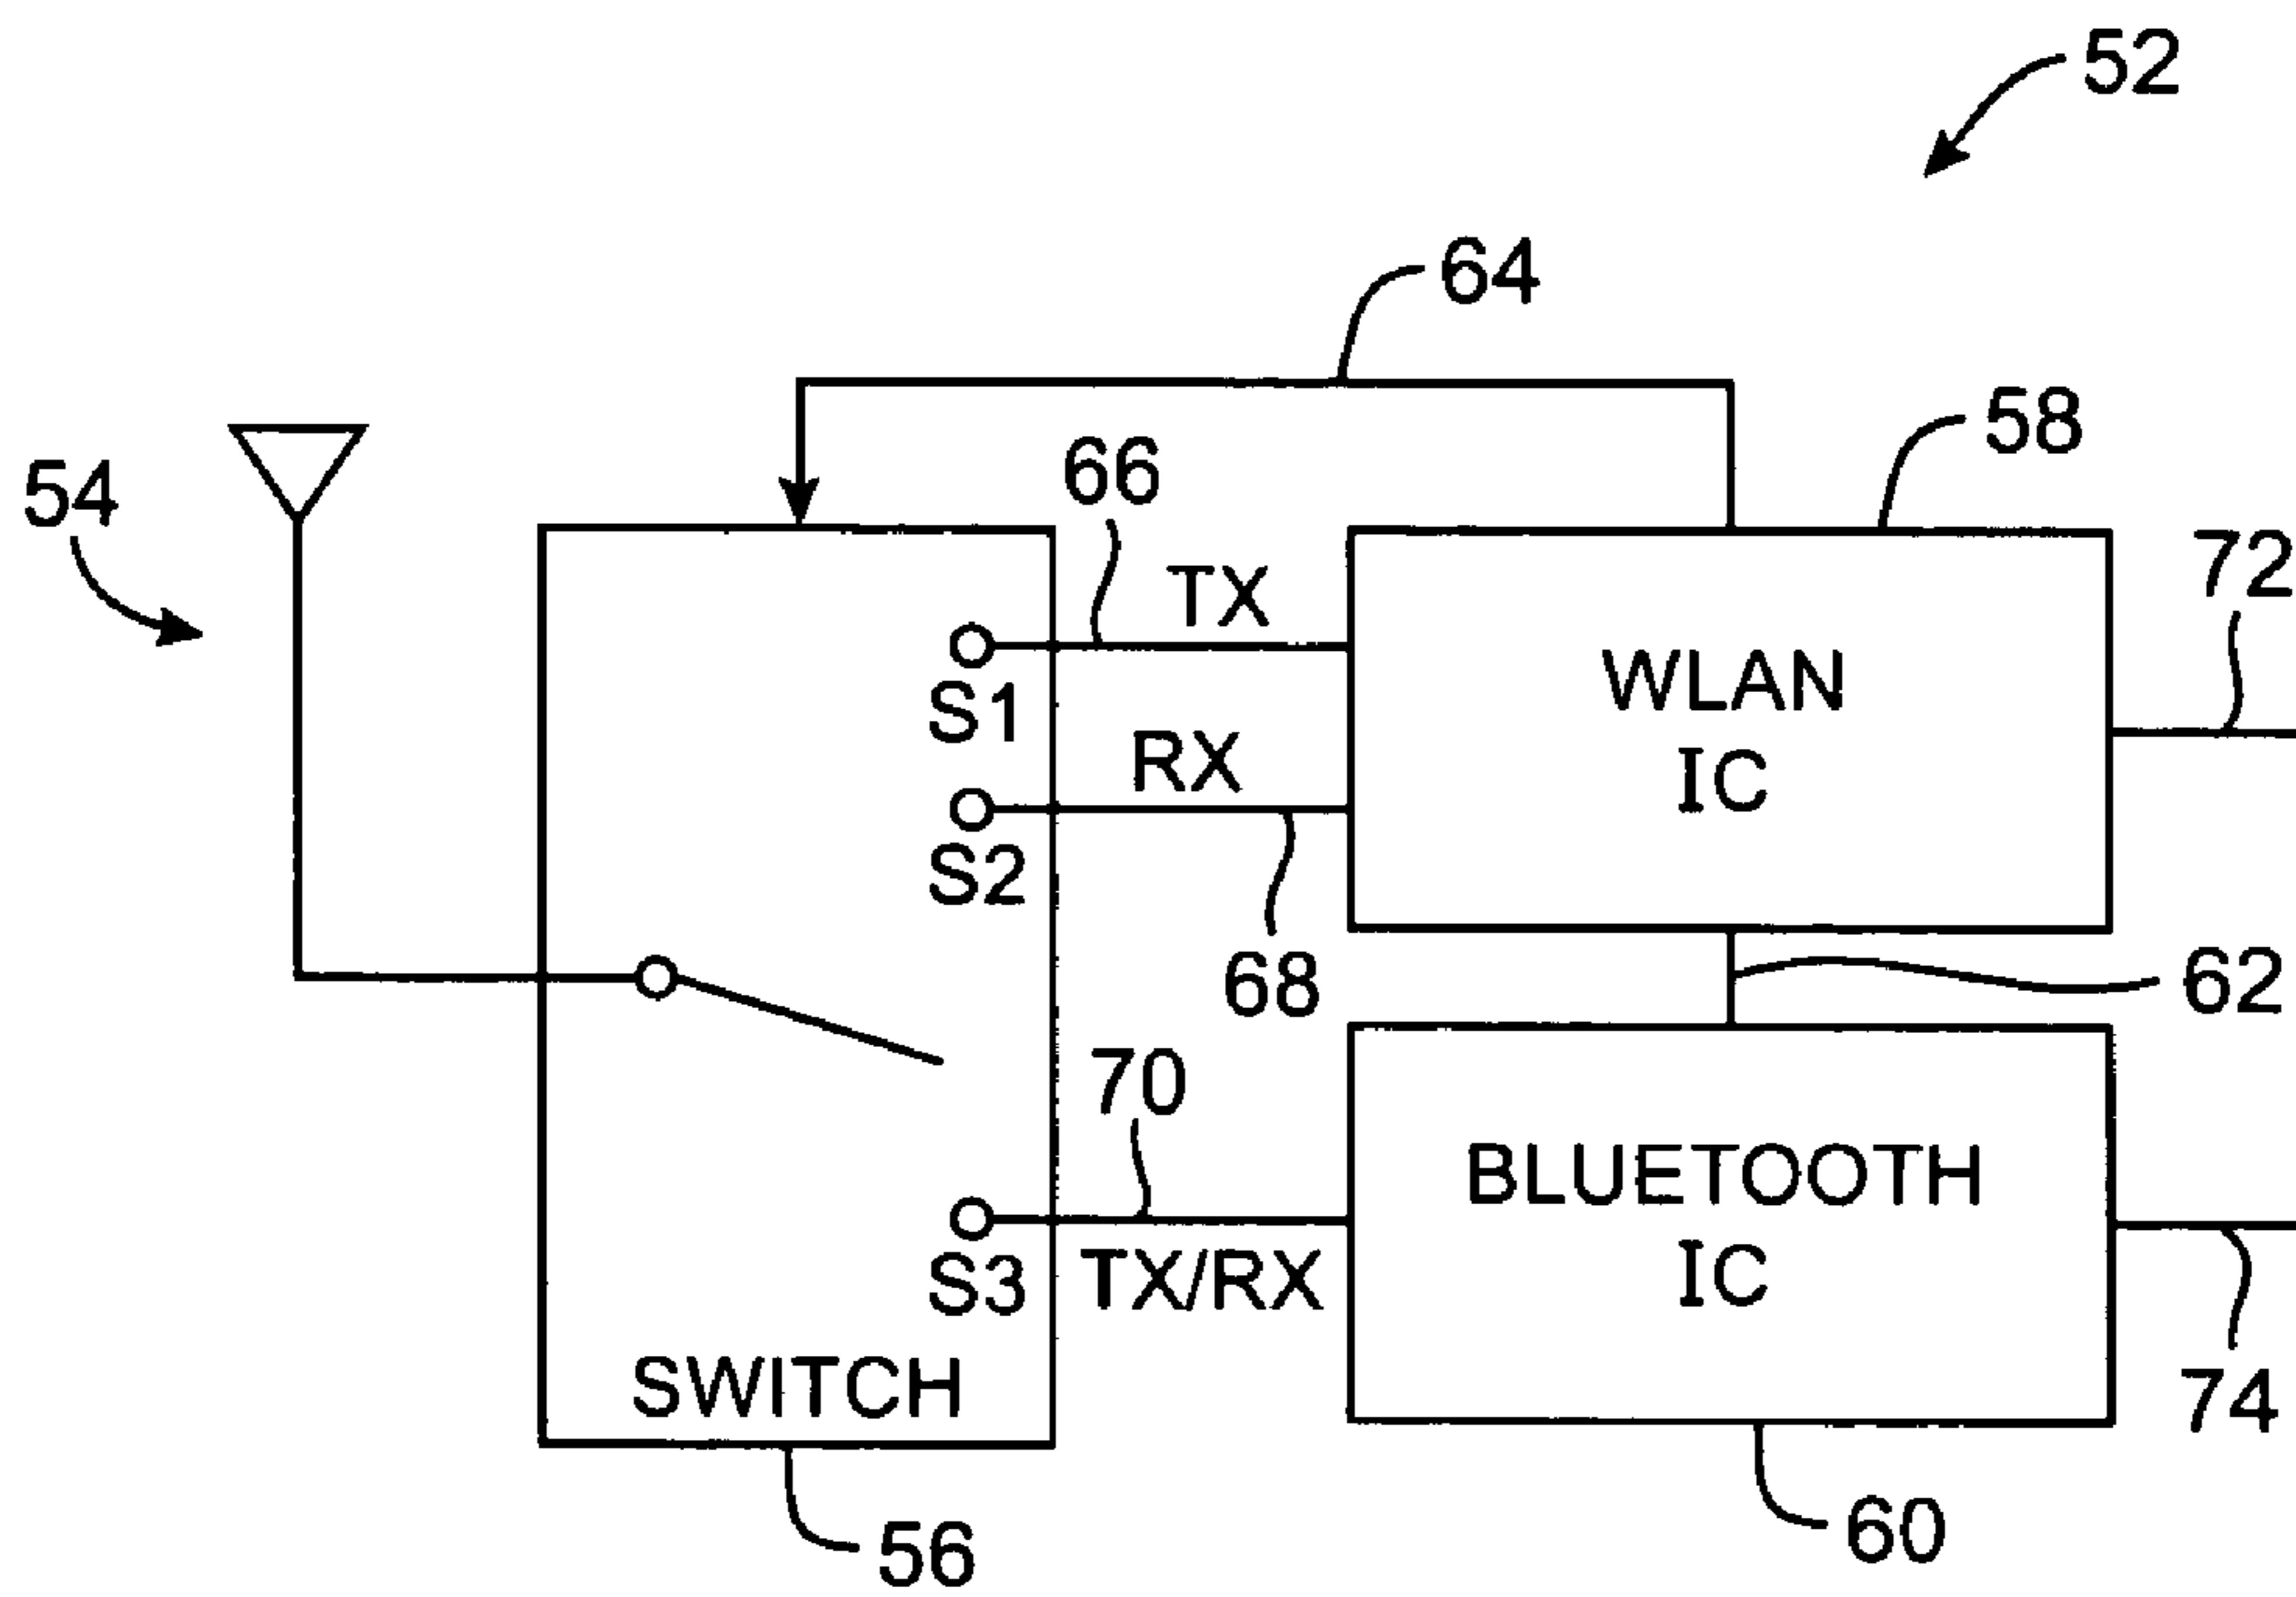 52
64
58
54
66
72
TX
WLAN
IC
S1
RX
S2
68
62
70
BLUETOOTH
IC
S3
TX/RX
SWITCH
74
60
56